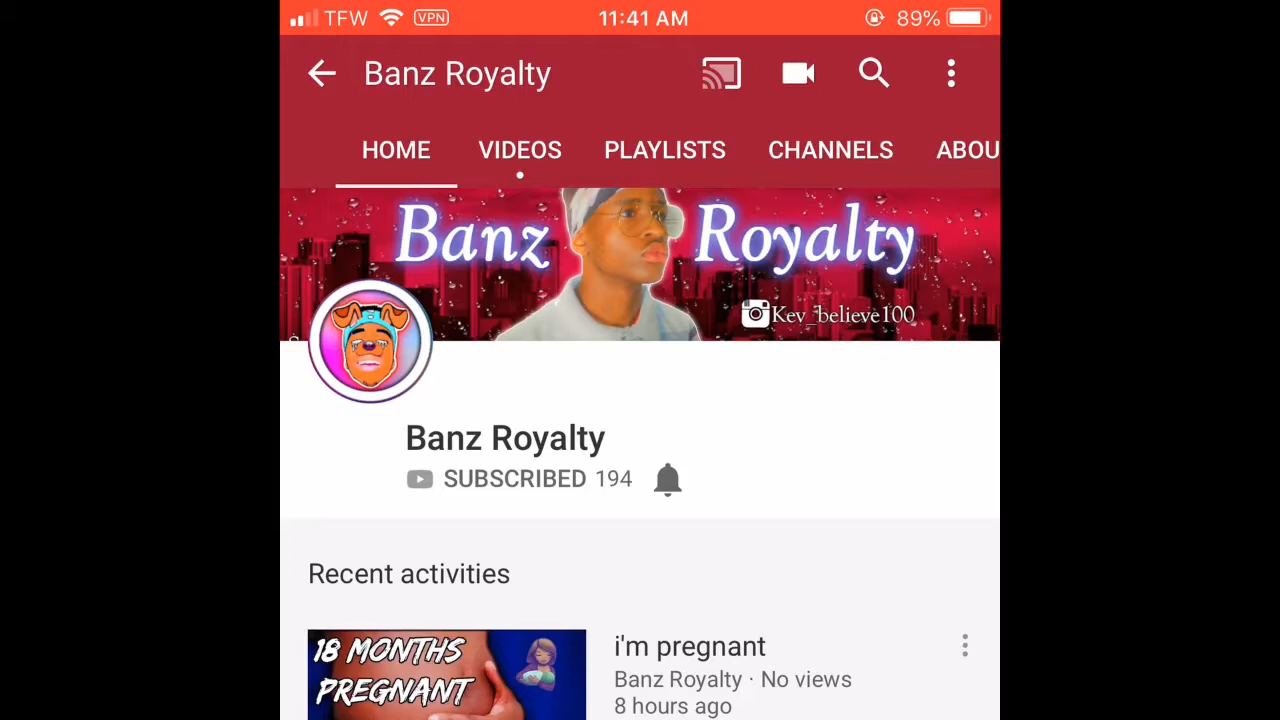 TFW VPN 11:41 AM 89%
Banz Royalty
HOME VIDEOS PLAYLISTS CHANNELS ABOU
Banz Royalty
Kev_believe100
Banz Royalty
SUBSCRIBED 194
Recent activities
18 MONTHS
PREGNANT
i'm pregnant
Banz Royalty · No views
8 hours ago